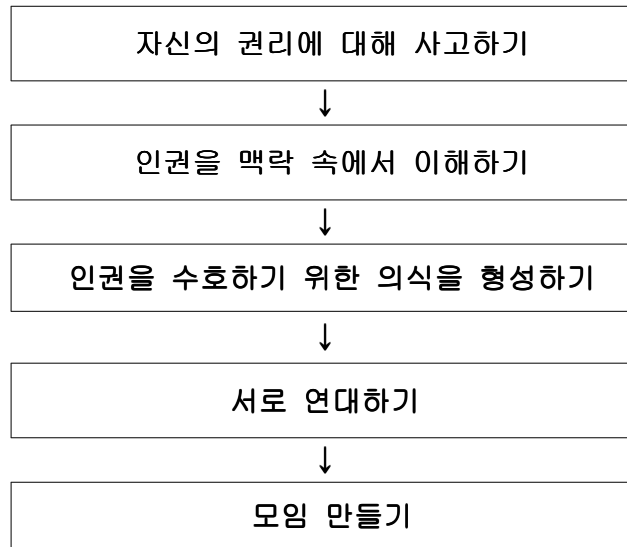 자신의 권리에 대해 사고하기
↓
인권을 맥락 속에서 이해하기
↓
인권을 수호하기 위한 의식을 형성하기
↓
서로 연대하기
↓
모임 만들기